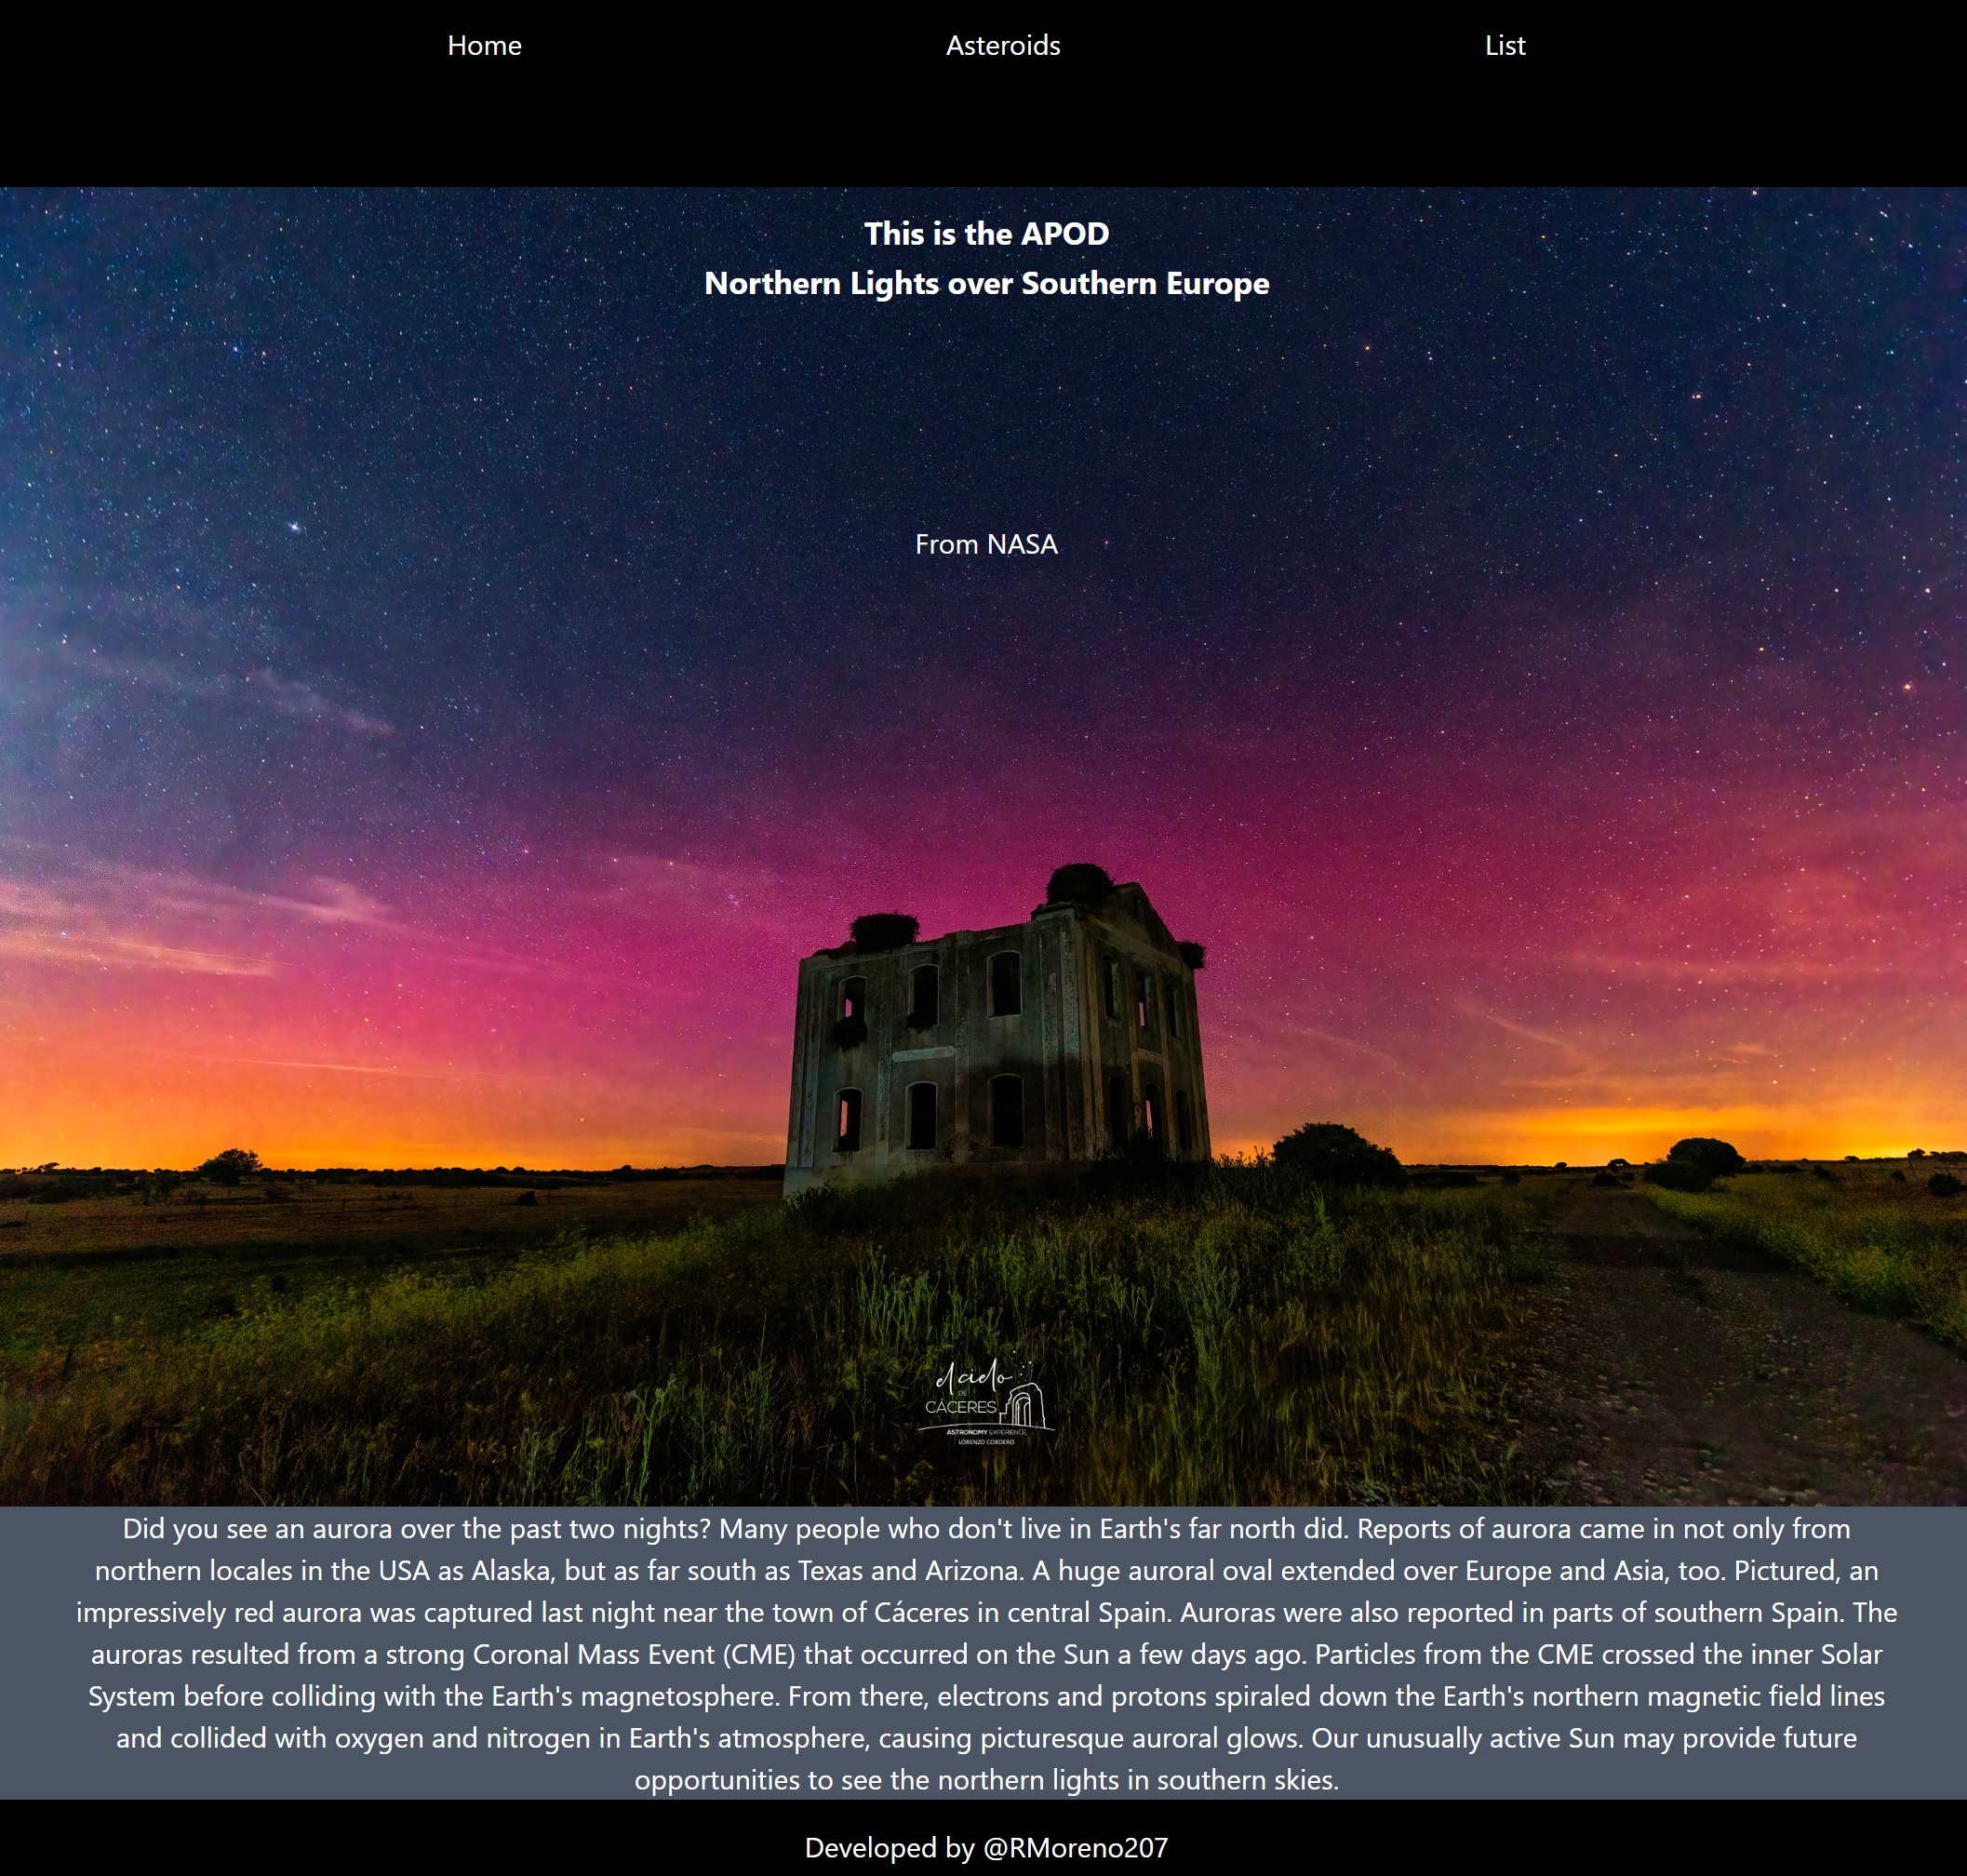 Home Asteroids List
This is the APOD
Northern Lights over Southern Europe
From NASA
el cielo
DE
CÁCERES
ASTRONOMY EXPERIENCE
LORENZO CORDERO
Did you see an aurora over the past two nights? Many people who don't live in Earth's far north did. Reports of aurora came in not only from
northern locales in the USA as Alaska, but as far south as Texas and Arizona. A huge auroral oval extended over Europe and Asia, too. Pictured, an
impressively red aurora was captured last night near the town of Cáceres in central Spain. Auroras were also reported in parts of southern Spain. The
auroras resulted from a strong Coronal Mass Event (CME) that occurred on the Sun a few days ago. Particles from the CME crossed the inner Solar
System before colliding with the Earth's magnetosphere. From there, electrons and protons spiraled down the Earth's northern magnetic field lines
and collided with oxygen and nitrogen in Earth's atmosphere, causing picturesque auroral glows. Our unusually active Sun may provide future
opportunities to see the northern lights in southern skies.
Developed by @RMoreno207